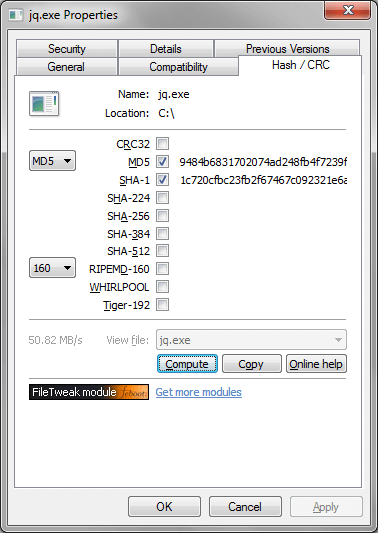 jq.exe Properties
Security Details Previous Versions
General Compatibility Hash / CRC
Name: jq.exe
Location: C:\
CRC32
MD5 MD5 9484b6831702074ad248fb4f7239f
SHA-1 1c720cfbc23fb2f67467c092321e6a
SHA-224
SHA-256
SHA-384
SHA-512
160 RIPEMD-160
WHIRLPOOL
Tiger-192
50.82 MB/s View file: jq.exe
Compute Copy Online help
FileTweak module feboot Get more modules
OK Cancel Apply